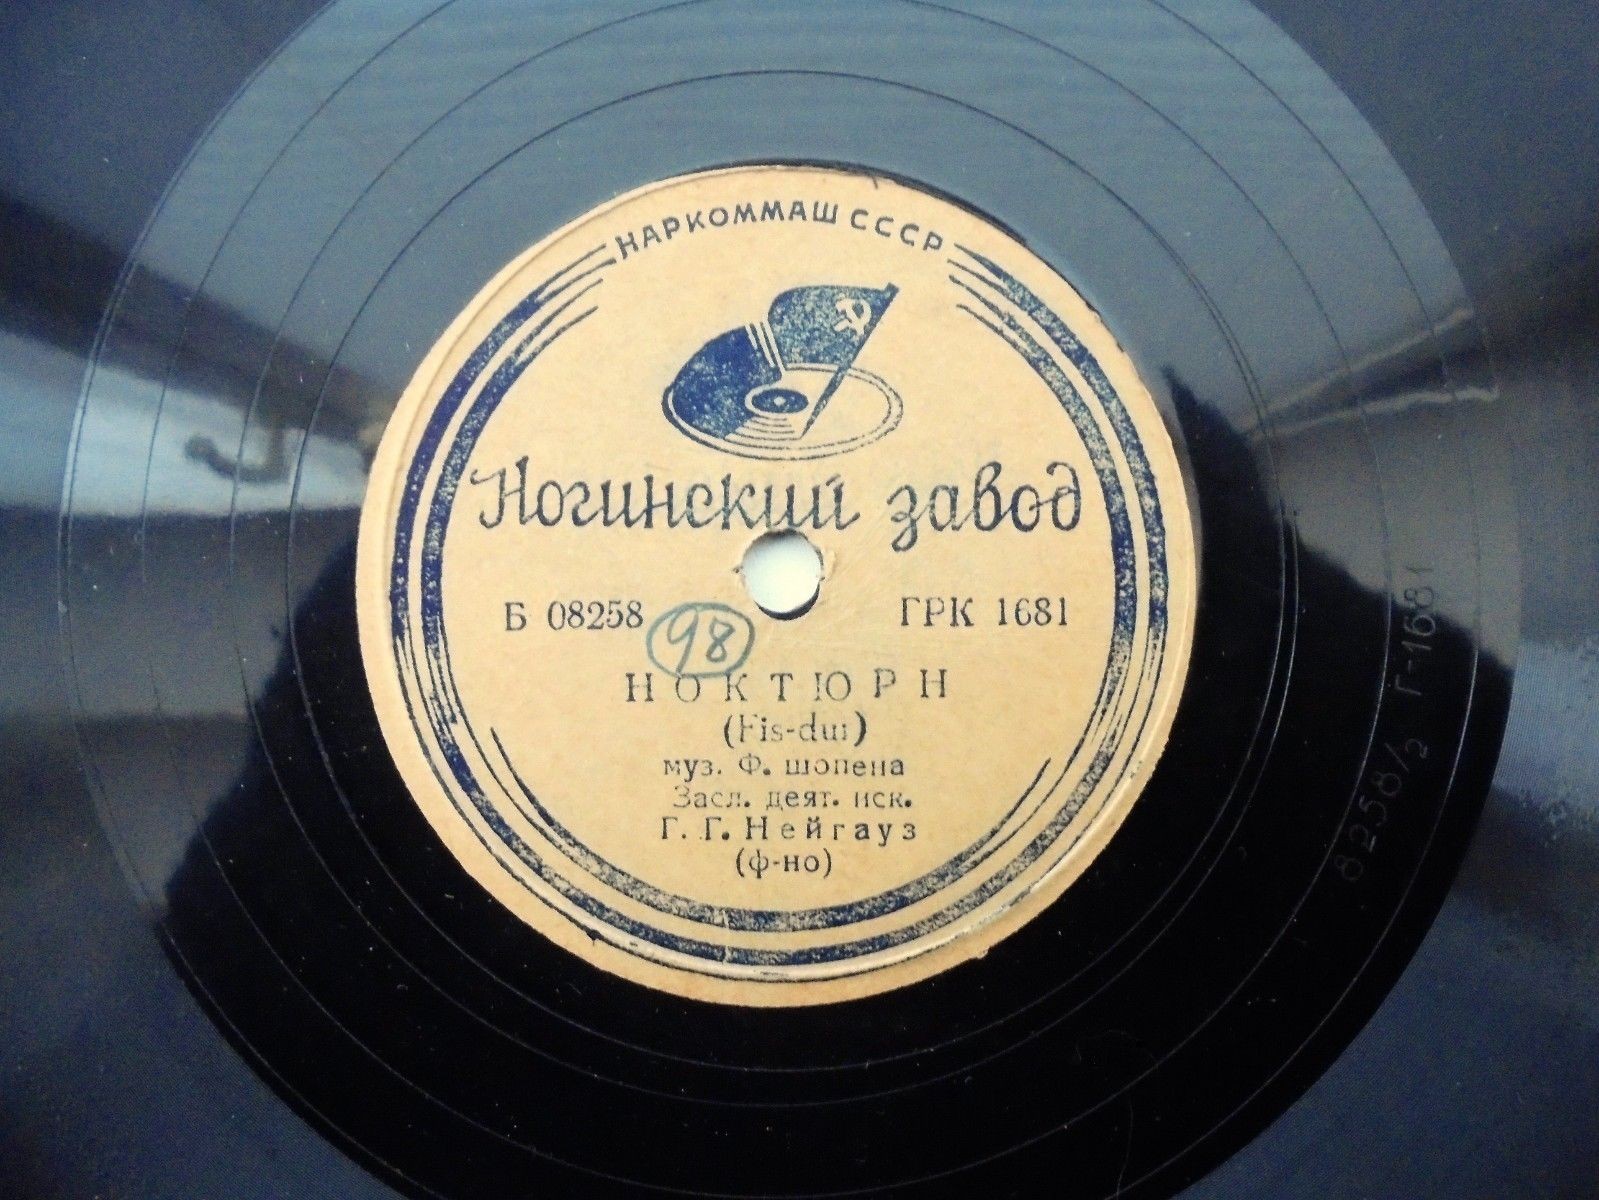 НАРКОММАШ СССР
Ногинский завод
Б 08258 ГРК 1681
98
НОКТЮРН
(Fis-dur)
муз. Ф. шопена
Засл. деят. иск.
Г. Г. Нейгауз
(ф-но)
8258/2 Г-1681